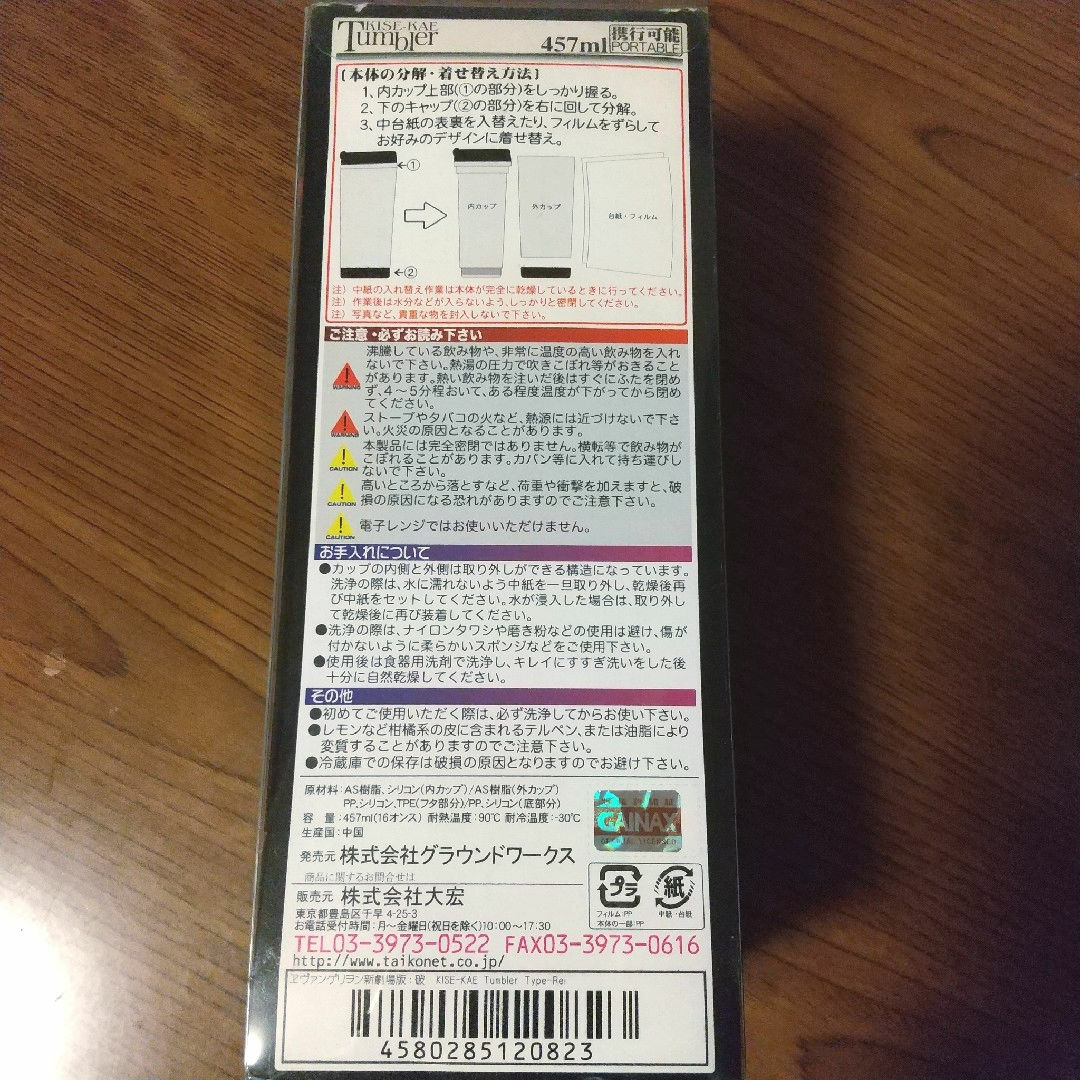 KISE-KAE
Tumbler
457ml 携行可能
PORTABLE
[本体の分解・着せ替え方法]
1、内カップ上部(①の部分)をしっかり握る。
2、下のキャップ(②の部分)を右に回して分解。
3、中台紙の表裏を入替えたり、フィルムをずらして
お好みのデザインに着せ替え。
←①
内カップ 外カップ 台紙・フィルム
←②
注) 中紙の入れ替え作業は本体が完全に乾燥しているときに行ってください。
注) 作業後は水分などが入らないよう、しっかりと密閉してください。
注) 写真など、貴重な物を封入しないで下さい。
ご注意・必ずお読み下さい
沸騰している飲み物や、非常に温度の高い飲み物を入れ
ないで下さい。熱湯の圧力で吹きこぼれ等がおきること
があります。熱い飲み物を注いだ後はすぐにふたを閉め
ず、4〜5分程おいて、ある程度温度が下がってから閉め
てください。
WARNING
ストーブやタバコの火など、熱源には近づけないで下さ
い。火災の原因となることがあります。
WARNING
本製品には完全密閉ではありません。横転等で飲み物が
こぼれることがあります。カバン等に入れて持ち運びし
ないで下さい。
CAUTION
高いところから落とすなど、荷重や衝撃を加えますと、破
損の原因になる恐れがありますのでご注意下さい。
CAUTION
電子レンジではお使いいただけません。
CAUTION
お手入れについて
●カップの内側と外側は取り外しができる構造になっています。
洗浄の際は、水に濡れないよう中紙を一旦取り外し、乾燥後再
び中紙をセットしてください。水が浸入した場合は、取り外し
て乾燥後に再び装着してください。
●洗浄の際は、ナイロンタワシや磨き粉などの使用は避け、傷が
付かないように柔らかいスポンジなどをご使用下さい。
●使用後は食器用洗剤で洗浄し、キレイにすすぎ洗いをした後
十分に自然乾燥してください。
その他
●初めてご使用いただく際は、必ず洗浄してからお使い下さい。
●レモンなど柑橘系の皮に含まれるテルペン、または油脂により
変質することがありますのでご注意下さい。
●冷蔵庫での保存は破損の原因となりますのでお避け下さい。
原材料：AS樹脂、シリコン(内カップ)/AS樹脂(外カップ)
PP、シリコン、TPE(フタ部分)/PP、シリコン(底部分)
容 量：457ml(16オンス) 耐熱温度：90℃ 耐冷温度：-30℃
生産国：中国
GAINAX
発売元 株式会社グラウンドワークス
商品に関するお問合せは
販売元 株式会社大宏
東京都豊島区千早 4-25-3
お電話受付時間：月〜金曜日(祝日を除く)10：00〜17：30
プラ 紙
フィルム：PP 中紙・台紙
本体の一部：PP
TEL03-3973-0522 FAX03-3973-0616
http://www.taikonet.co.jp/
ヱヴァンゲリヲン新劇場版：破 KISE-KAE Tumbler Type-Rei
4580285120823